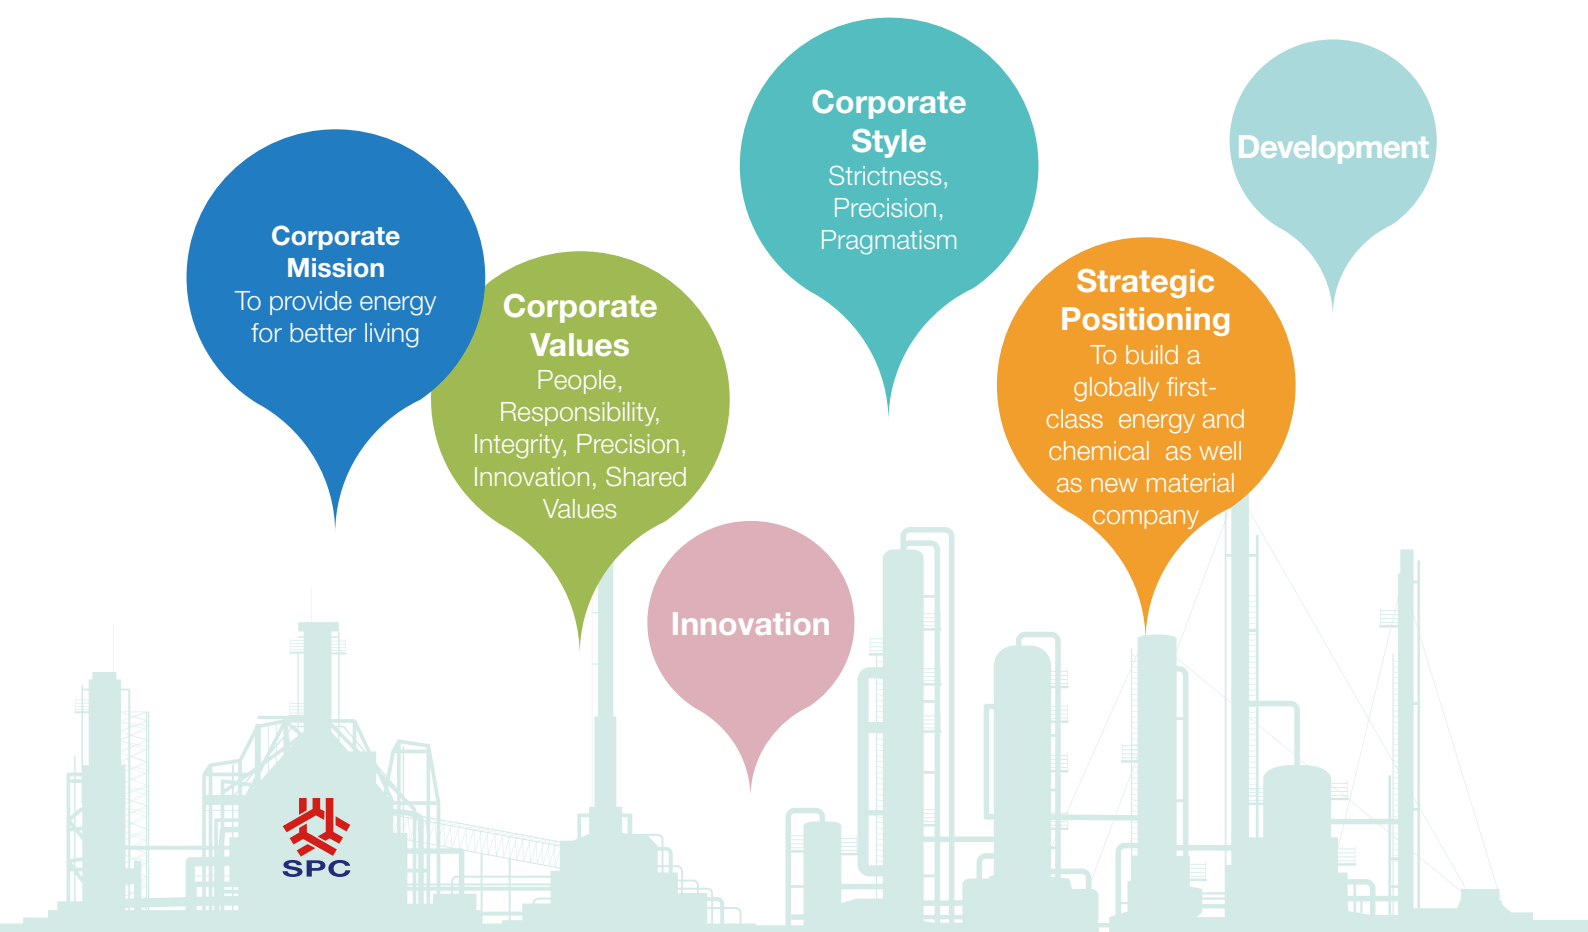 Corporate
Mission
To provide energy
for better living
Corporate
Values
People,
Responsibility,
Integrity, Precision,
Innovation, Shared
Values
Corporate
Style
Strictness,
Precision,
Pragmatism
Strategic
Positioning
To build a
globally first-
class energy and
chemical as well
as new material
company
Development
Innovation
SPC